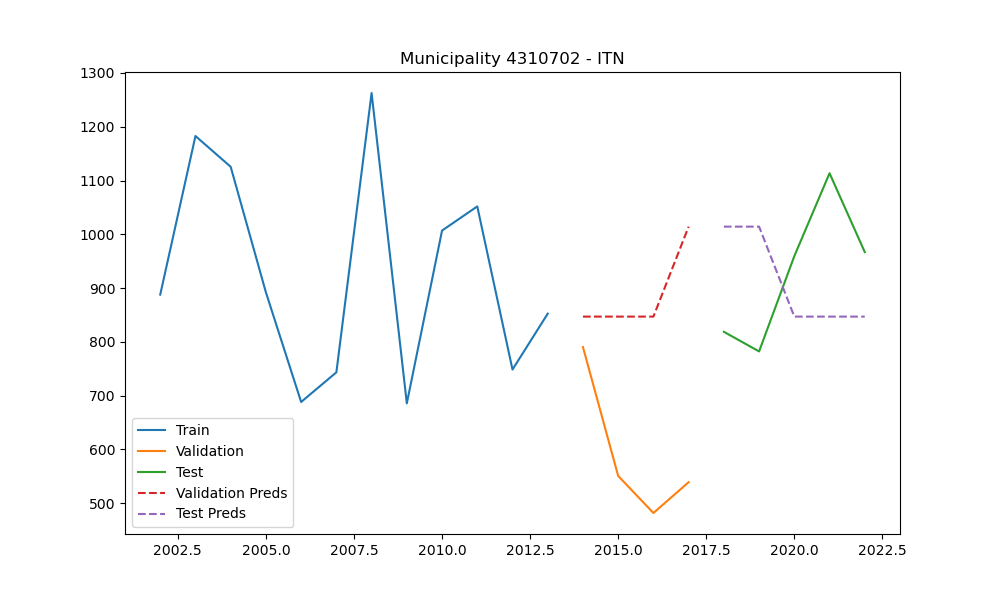 Municipality 4310702 - ITN
1300
1200
1100
1000
900
800
700
600
500
Train
Validation
Test
Validation Preds
Test Preds
2002.5 2005.0 2007.5 2010.0 2012.5 2015.0 2017.5 2020.0 2022.5